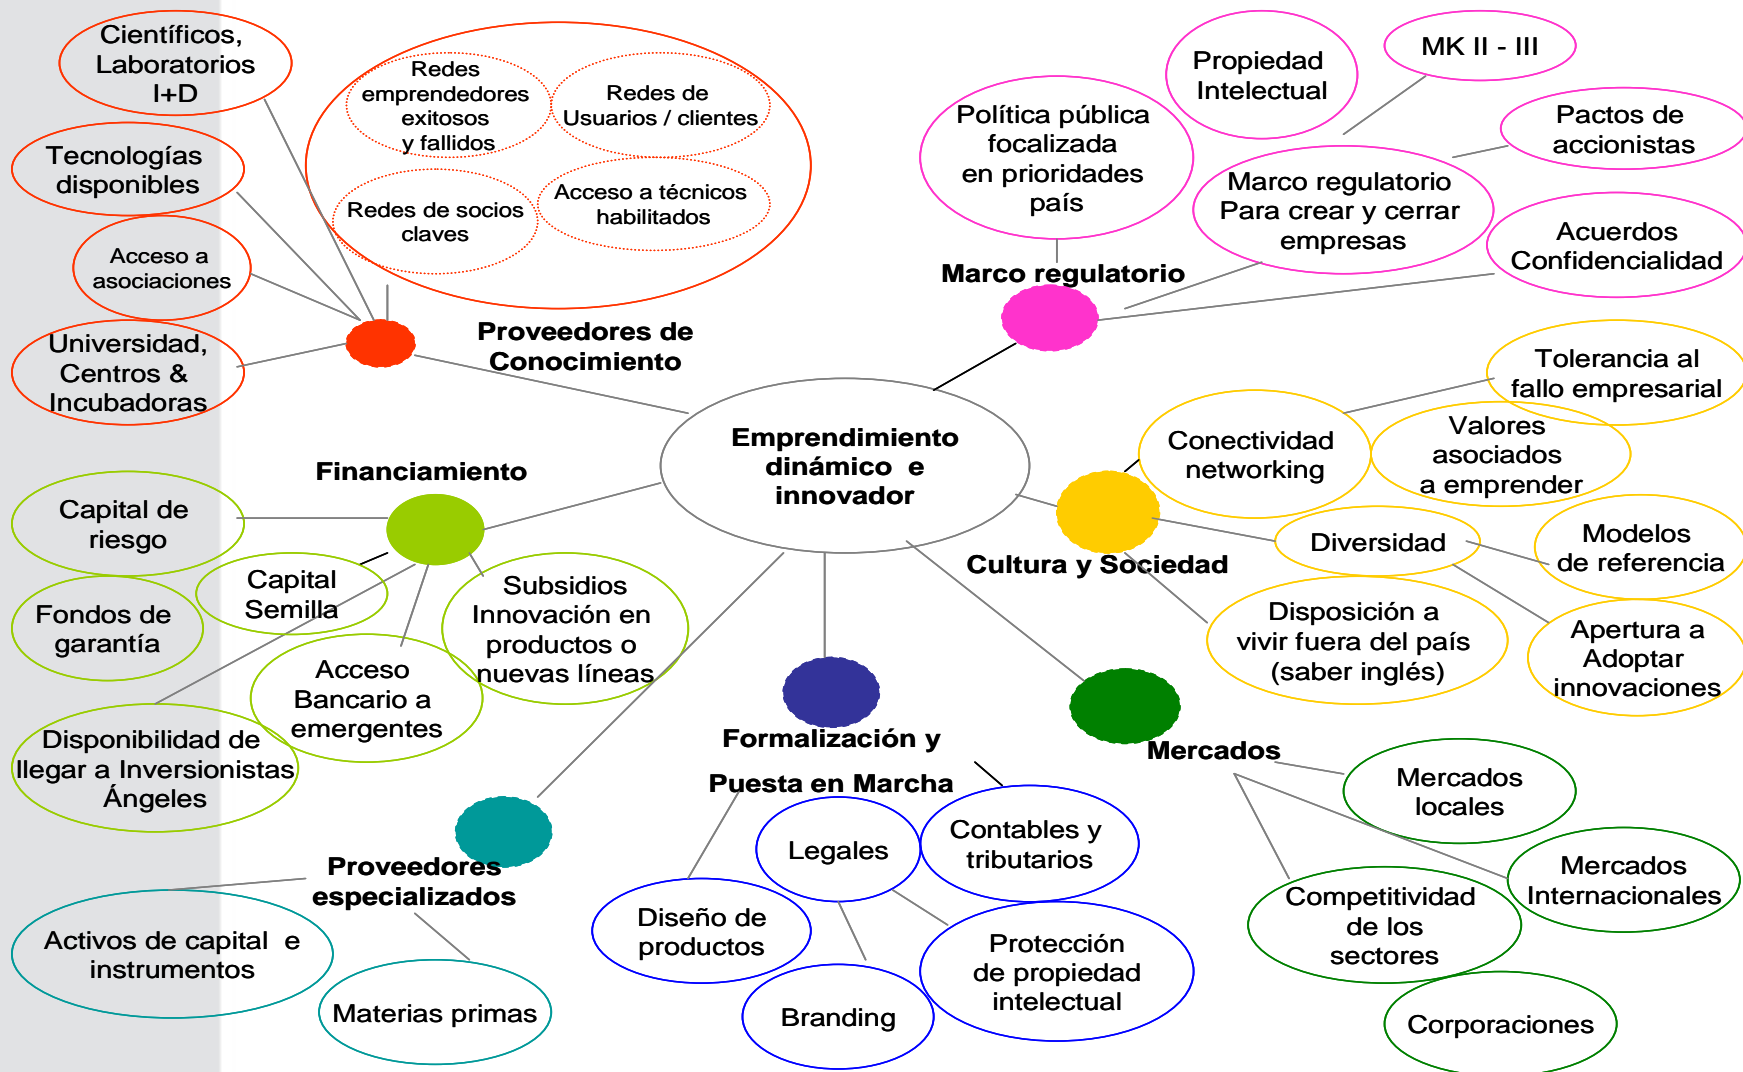 Científicos,
Laboratorios
I+D
Redes
emprendedores
exitosos
y fallidos
Redes de
Usuarios / clientes
Redes de socios
claves
Acceso a técnicos
habilitados
Tecnologías
disponibles
Acceso a
asociaciones
Universidad,
Centros &
Incubadoras
Proveedores de
Conocimiento
Política pública
focalizada
en prioridades
país
Propiedad
Intelectual
MK II - III
Pactos de
accionistas
Marco regulatorio
Para crear y cerrar
empresas
Acuerdos
Confidencialidad
Marco regulatorio
Emprendimiento
dinámico e
innovador
Tolerancia al
fallo empresarial
Conectividad
networking
Valores
asociados
a emprender
Diversidad
Modelos
de referencia
Cultura y Sociedad
Disposición a
vivir fuera del país
(saber inglés)
Apertura a
Adoptar
innovaciones
Financiamiento
Capital de
riesgo
Capital
Semilla
Fondos de
garantía
Subsidios
Innovación en
productos o
nuevas líneas
Acceso
Bancario a
emergentes
Disponibilidad de
llegar a Inversionistas
Ángeles
Proveedores
especializados
Activos de capital e
instrumentos
Materias primas
Formalización y
Puesta en Marcha
Legales
Contables y
tributarios
Diseño de
productos
Protección
de propiedad
intelectual
Branding
Mercados
Mercados
locales
Mercados
Internacionales
Competitividad
de los
sectores
Corporaciones